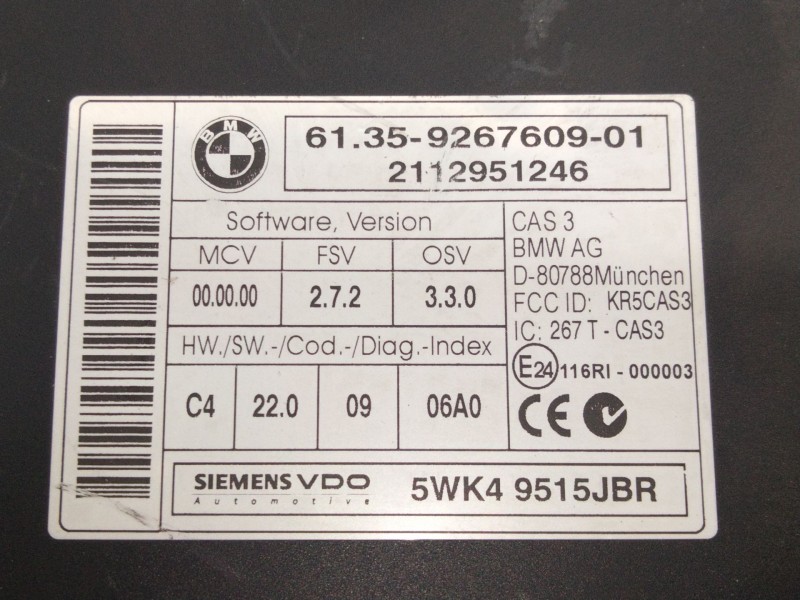 BMW
61.35-9267609-01
2112951246
Software, Version
MCV FSV OSV
00.00.00 2.7.2 3.3.0
HW./SW.-/Cod.-/Diag.-Index
C4 22.0 09 06A0
CAS 3
BMW AG
D-80788München
FCC ID: KR5CAS3
IC: 267 T - CAS3
E24 116RI - 000003
CE N
SIEMENS VDO
Automotive
5WK4 9515JBR